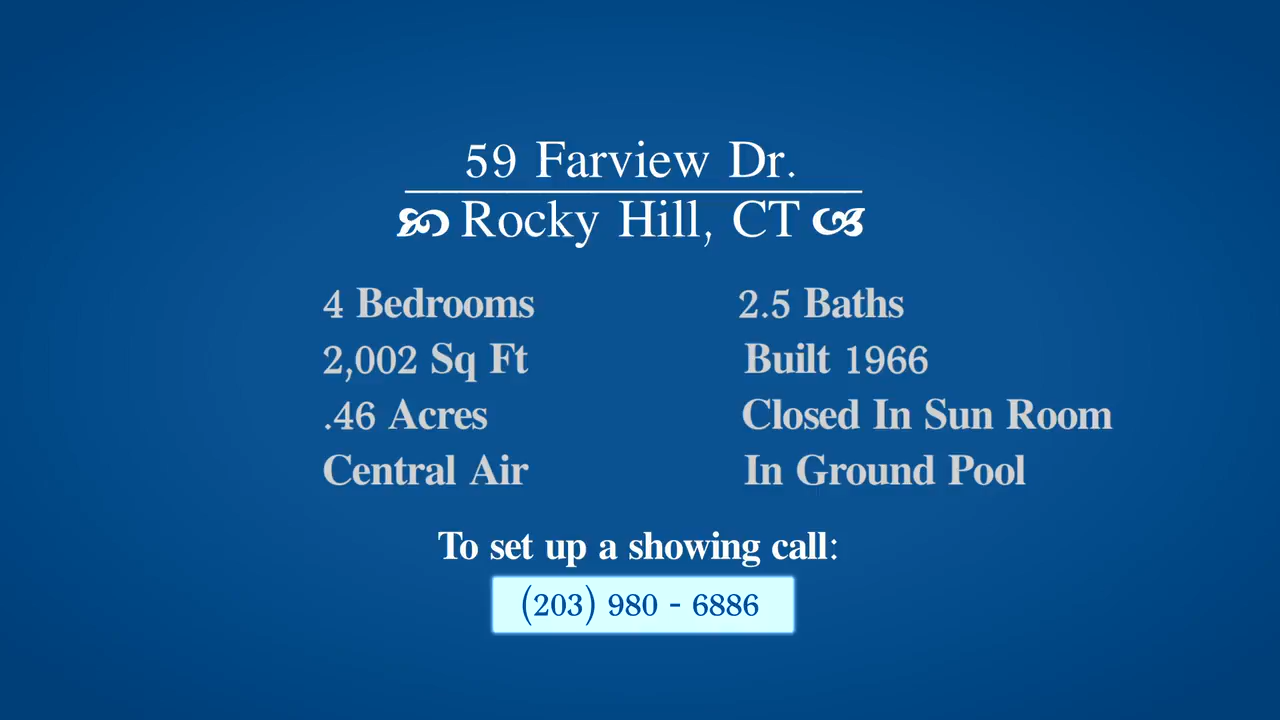 59 Farview Dr.
Rocky Hill, CT
4 Bedrooms
2,002 Sq Ft
.46 Acres
Central Air
2.5 Baths
Built 1966
Closed In Sun Room
In Ground Pool
To set up a showing call:
(203) 980 - 6886